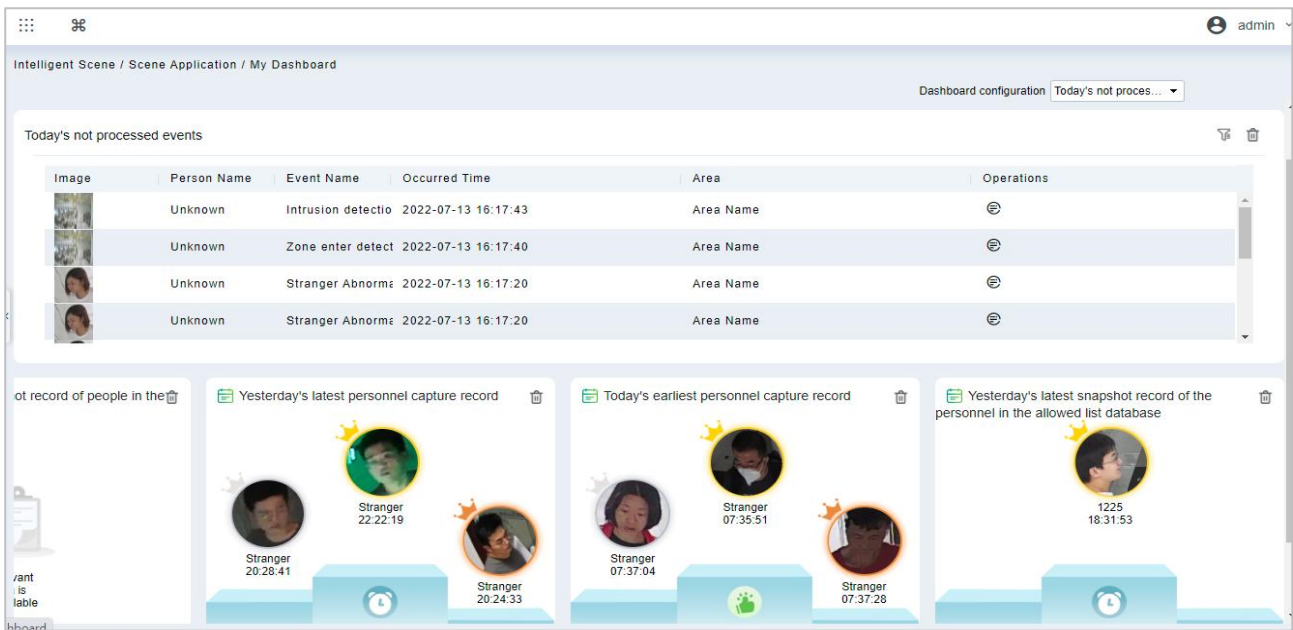 admin
Intelligent Scene / Scene Application / My Dashboard
Dashboard configuration Today's not proces...
Today's not processed events
Image Person Name Event Name Occurred Time Area Operations
Unknown Intrusion detectio 2022-07-13 16:17:43 Area Name
Unknown Zone enter detect 2022-07-13 16:17:40 Area Name
Unknown Stranger Abnorma 2022-07-13 16:17:20 Area Name
Unknown Stranger Abnorma 2022-07-13 16:17:20 Area Name
ot record of people in the
vant
is
lable
Yesterday's latest personnel capture record
Stranger
22:22:19
Stranger
20:28:41
Stranger
20:24:33
Today's earliest personnel capture record
Stranger
07:35:51
Stranger
07:37:04
Stranger
07:37:28
Yesterday's latest snapshot record of the
personnel in the allowed list database
1225
18:31:53
hboard